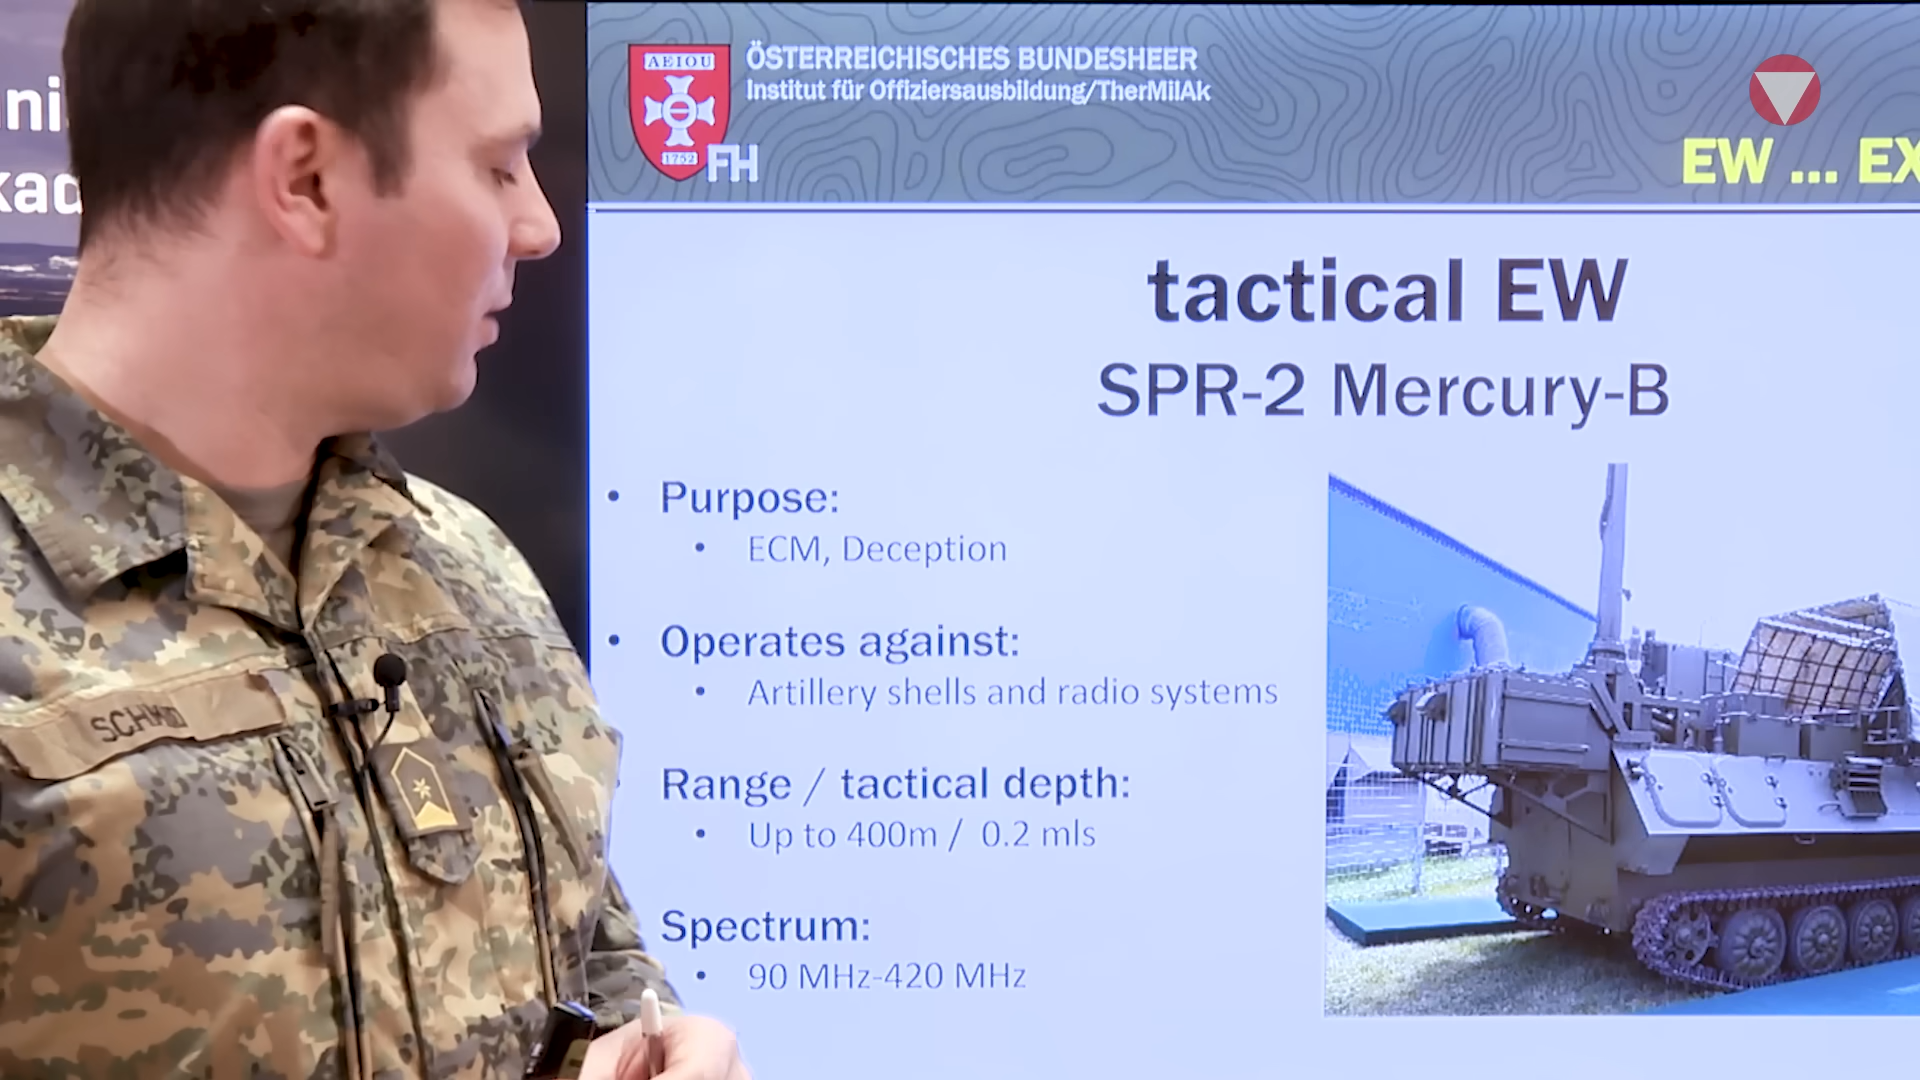 AEIOU
1752
FH
ÖSTERREICHISCHES BUNDESHEER
Institut für Offiziersausbildung/TherMilAk
EW ... EX
tactical EW
SPR-2 Mercury-B
• Purpose:
• ECM, Deception
• Operates against:
• Artillery shells and radio systems
Range / tactical depth:
• Up to 400m / 0.2 mls
Spectrum:
• 90 MHz-420 MHz